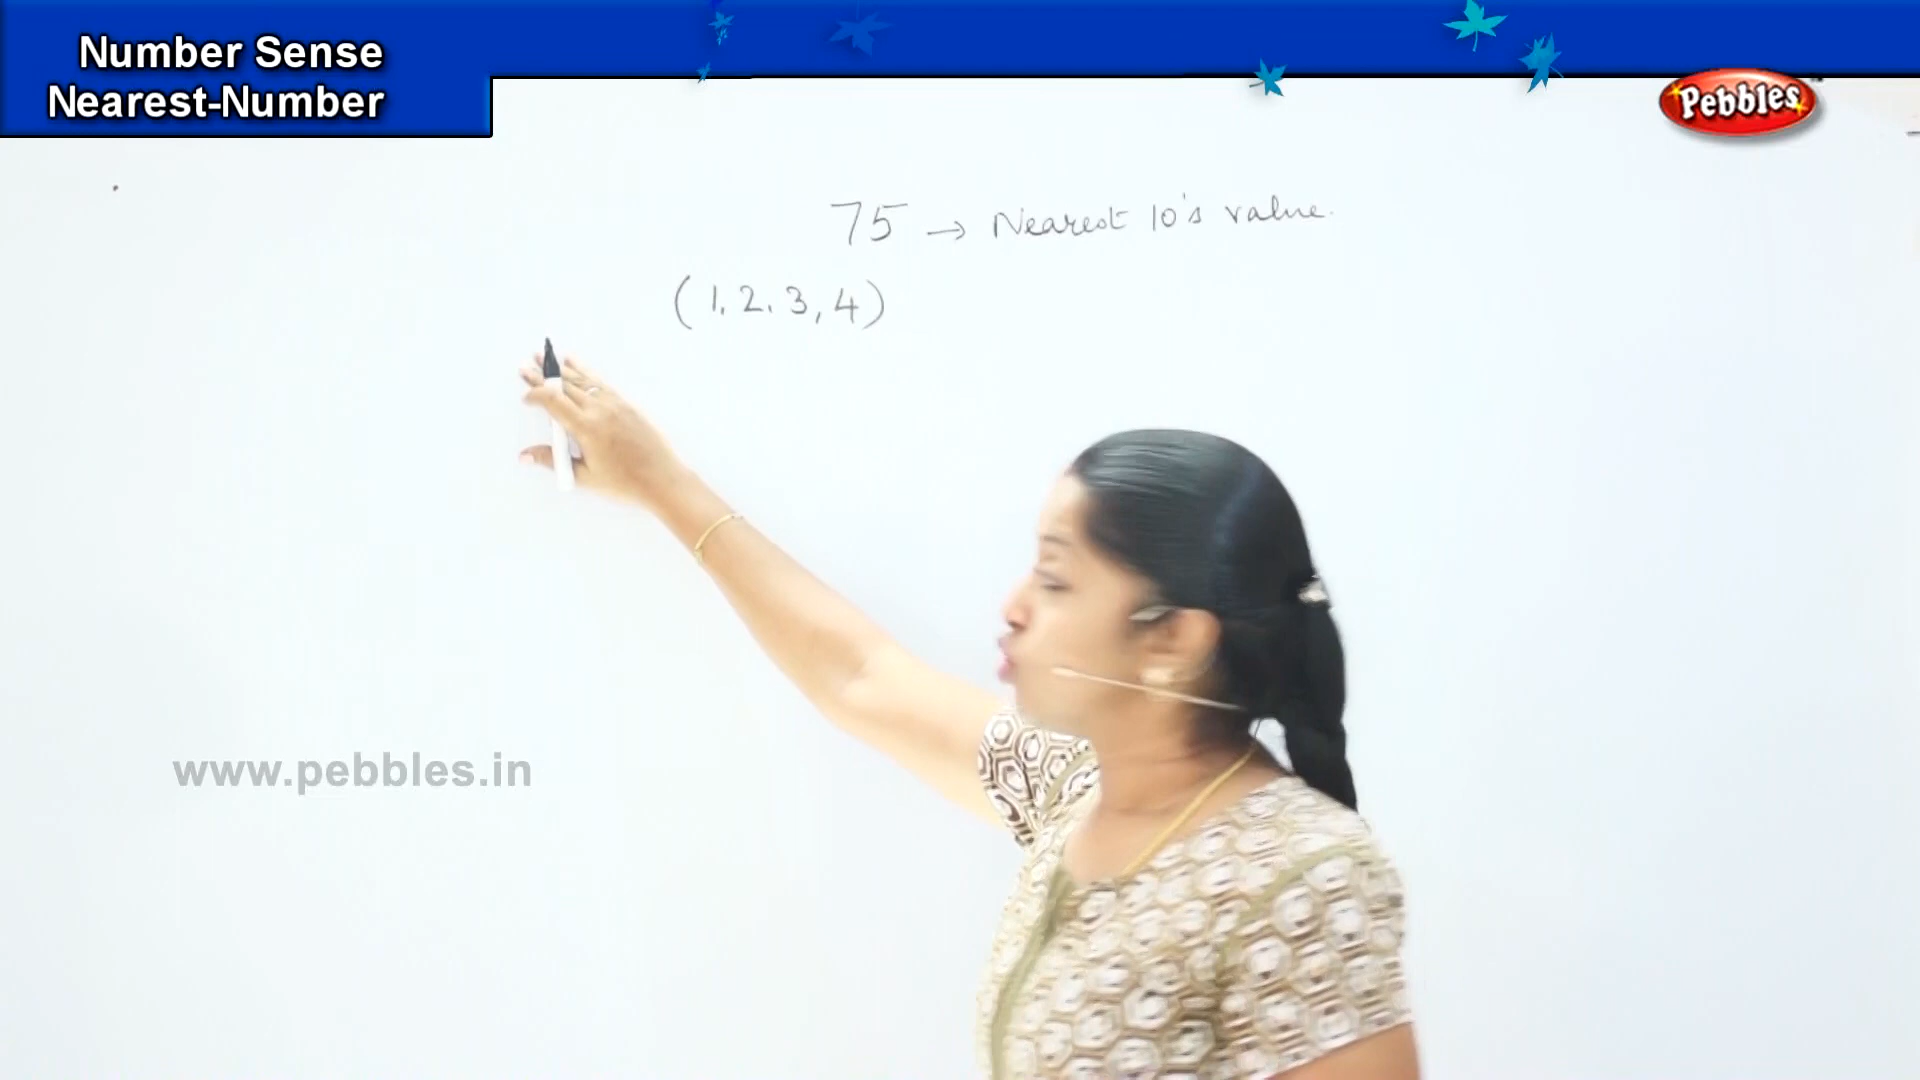 Number Sense
Nearest-Number
Pebbles
75 → Nearest 10's value.
(1, 2, 3, 4)
www.pebbles.in